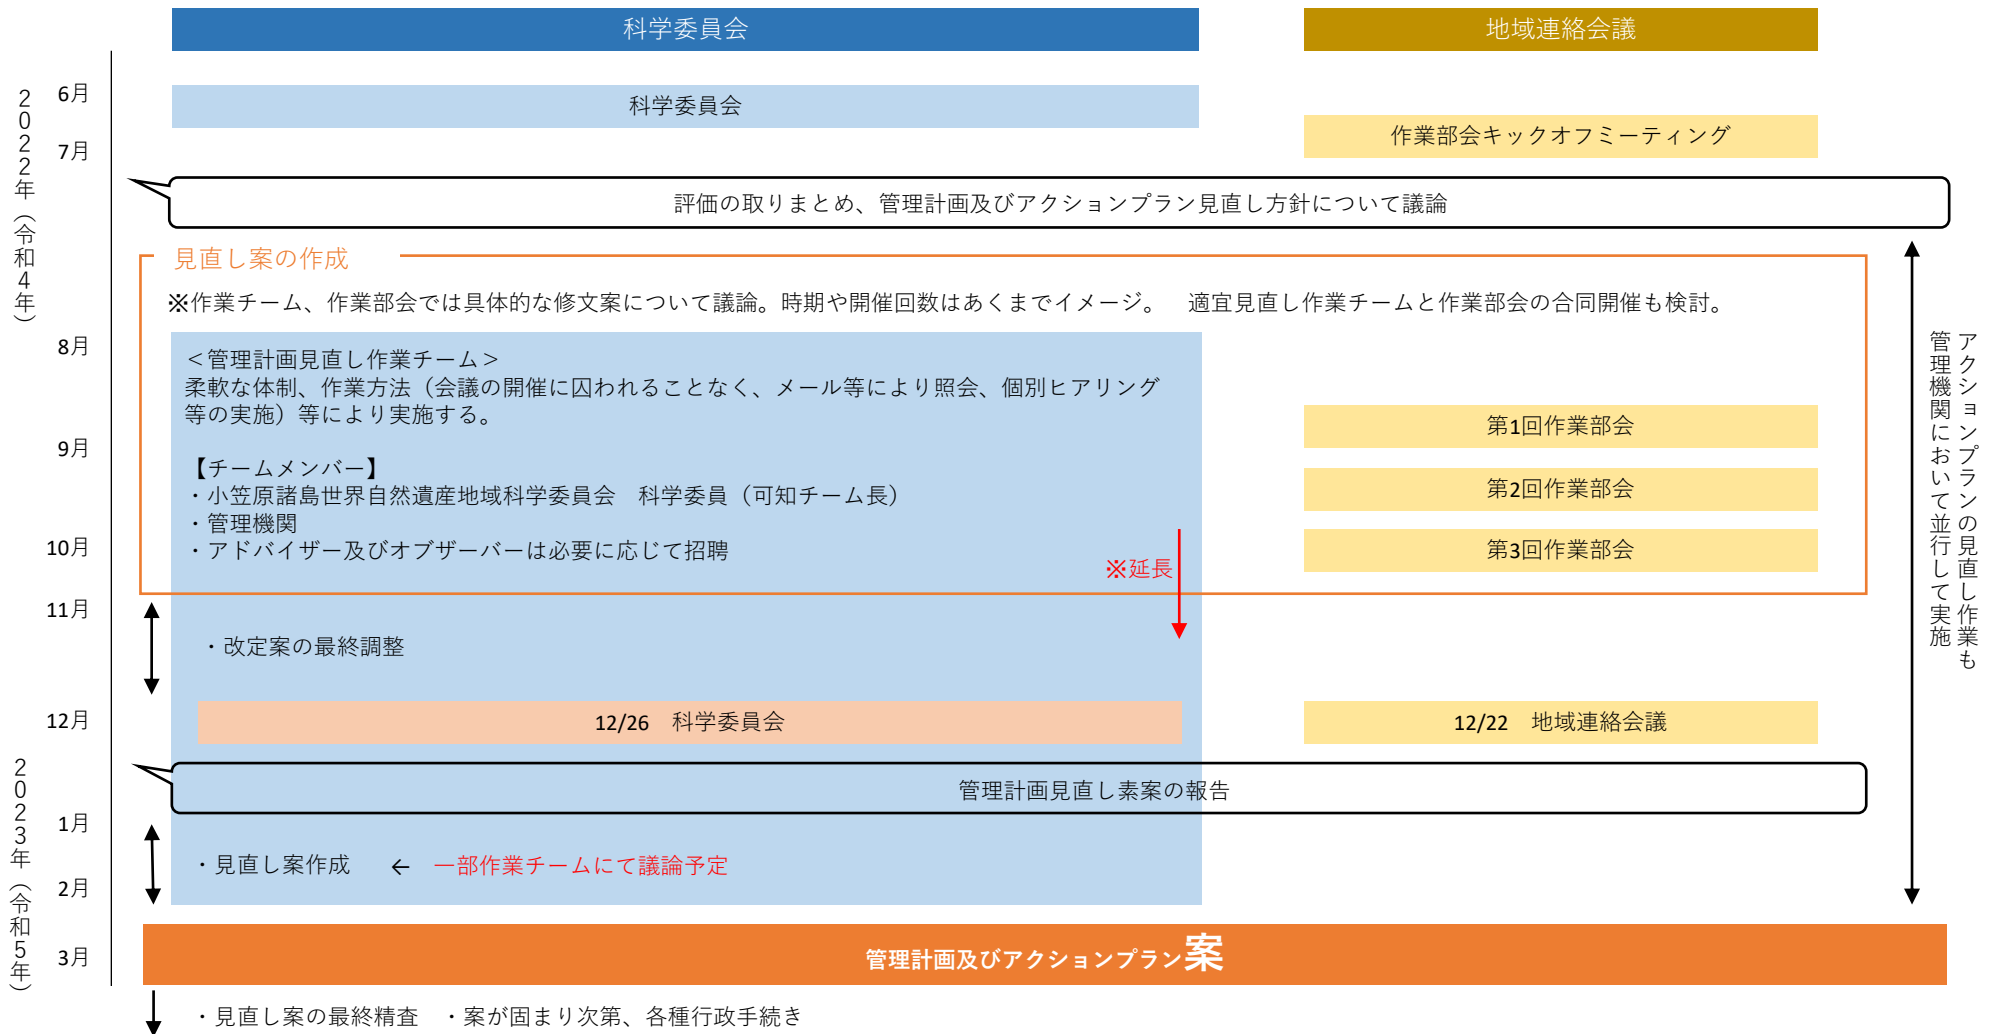 科学委員会
地域連絡会議
2022年（令和4年）
6月
科学委員会
作業部会キックオフミーティング
7月
評価の取りまとめ、管理計画及びアクションプラン見直し方針について議論
見直し案の作成
※作業チーム、作業部会では具体的な修文案について議論。時期や開催回数はあくまでイメージ。　適宜見直し作業チームと作業部会の合同開催も検討。
8月
＜管理計画見直し作業チーム＞
柔軟な体制、作業方法（会議の開催に囚われることなく、メール等により照会、個別ヒアリング
等の実施）等により実施する。
第1回作業部会
9月
【チームメンバー】
・小笠原諸島世界自然遺産地域科学委員会　科学委員（可知チーム長）
第2回作業部会
・管理機関
10月
・アドバイザー及びオブザーバーは必要に応じて招聘
第3回作業部会
※延長
アクションプランの見直し作業も
管理機関において並行して実施
11月
・改定案の最終調整
12月
12/26　科学委員会
12/22　地域連絡会議
管理計画見直し素案の報告
2023年（令和5年）
1月
・見直し案作成　←　一部作業チームにて議論予定
2月
3月
管理計画及びアクションプラン案
・見直し案の最終精査　・案が固まり次第、各種行政手続き